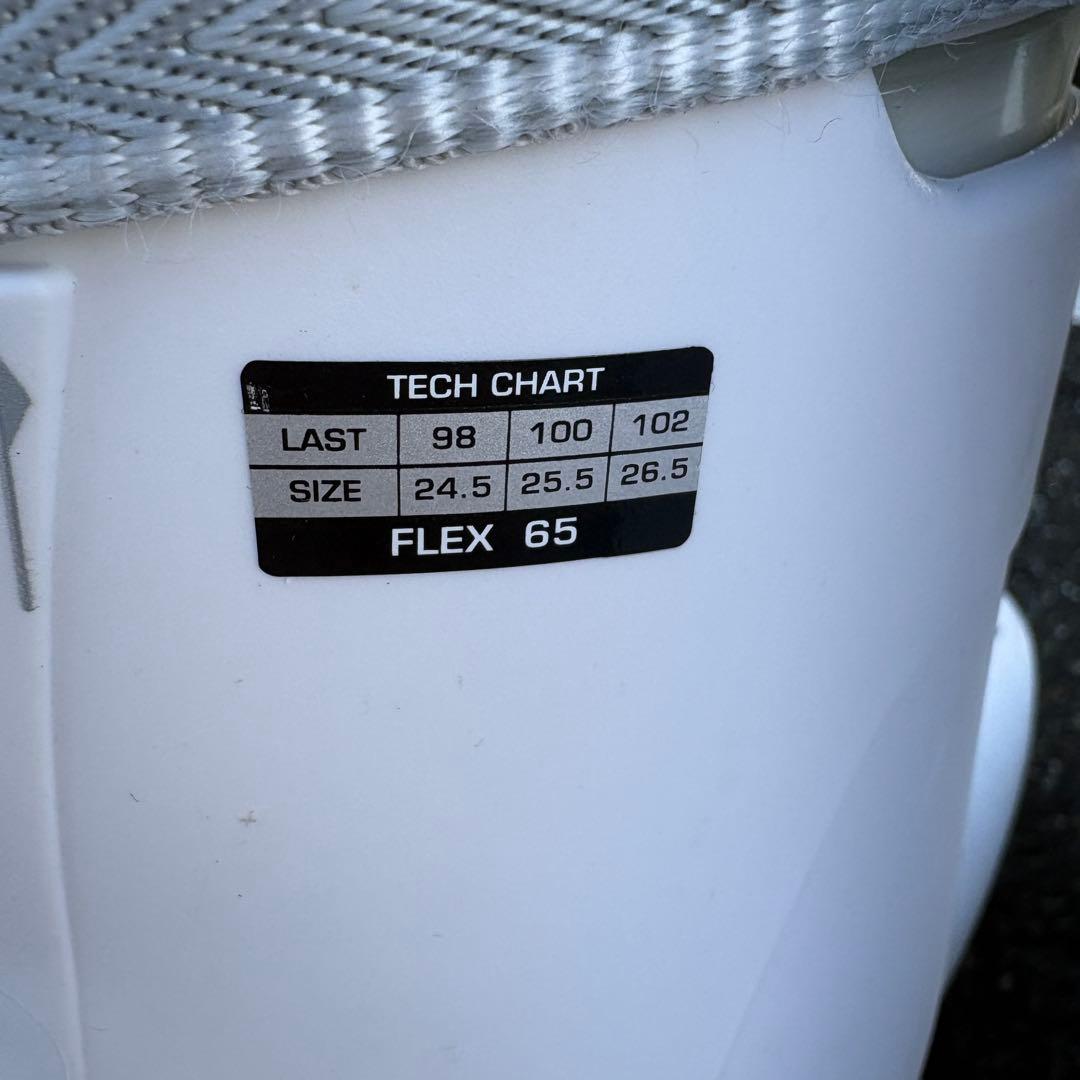 TECH CHART
LAST 98 100 102
SIZE 24.5 25.5 26.5
FLEX 65